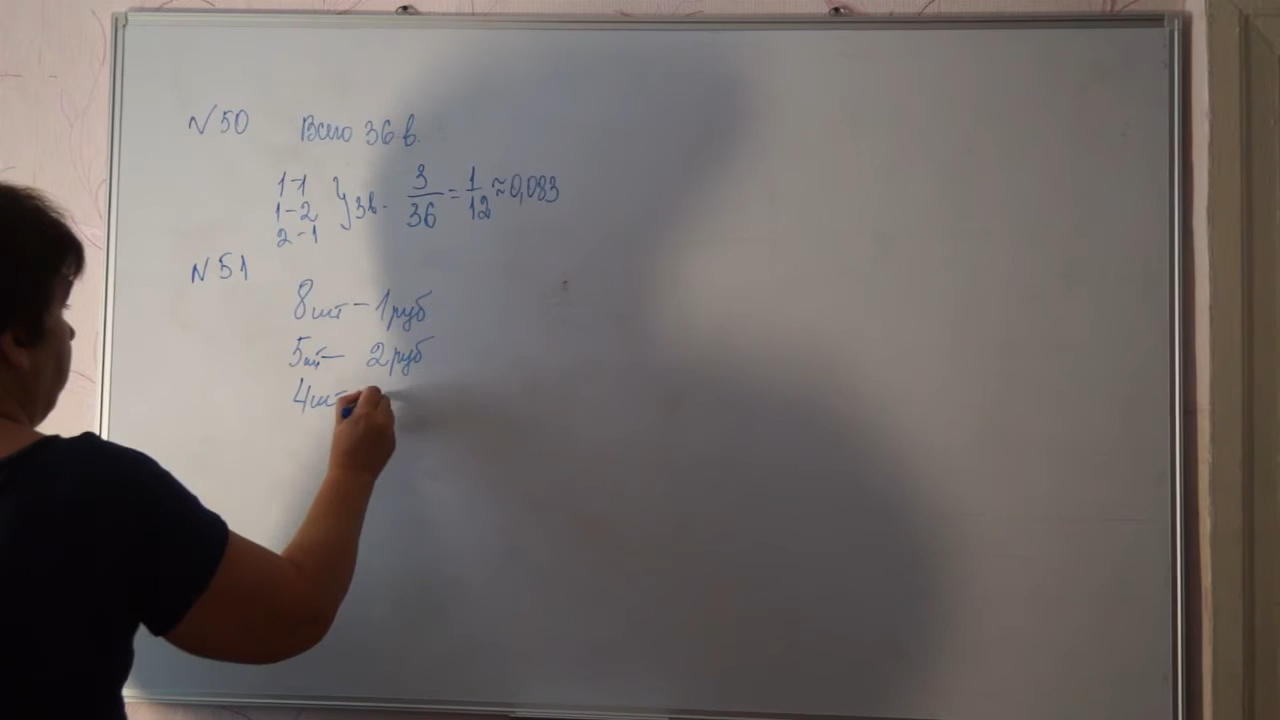 №50 Всего 36 в.
1-1
1-2 } 3в. 3/36 = 1/12 ≈ 0,083
2-1
№51
8шт - 1руб
5шт - 2руб
4шт